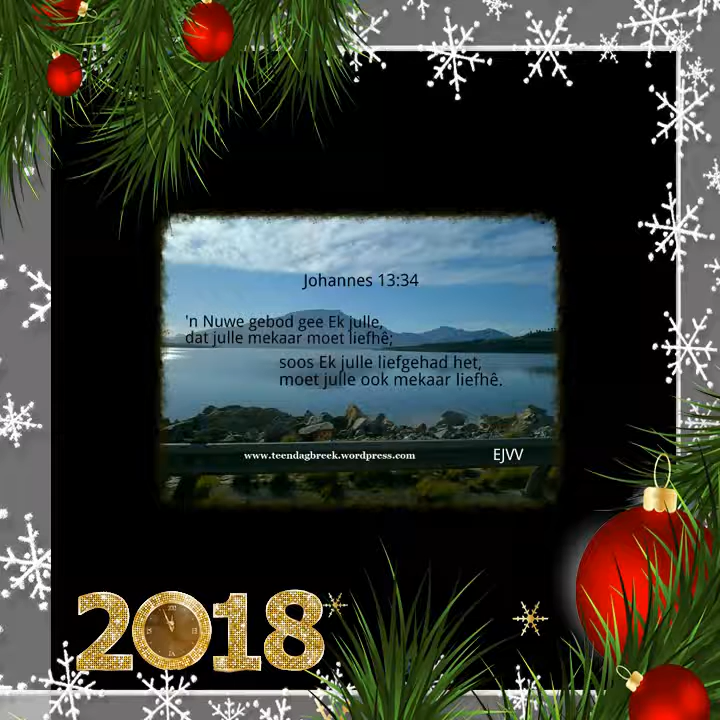 Johannes 13:34
'n Nuwe gebod gee Ek julle,
dat julle mekaar moet liefhê;
soos Ek julle liefgehad het,
moet julle ook mekaar liefhê.
www.teendagbreek.wordpress.com
EJVV
2018